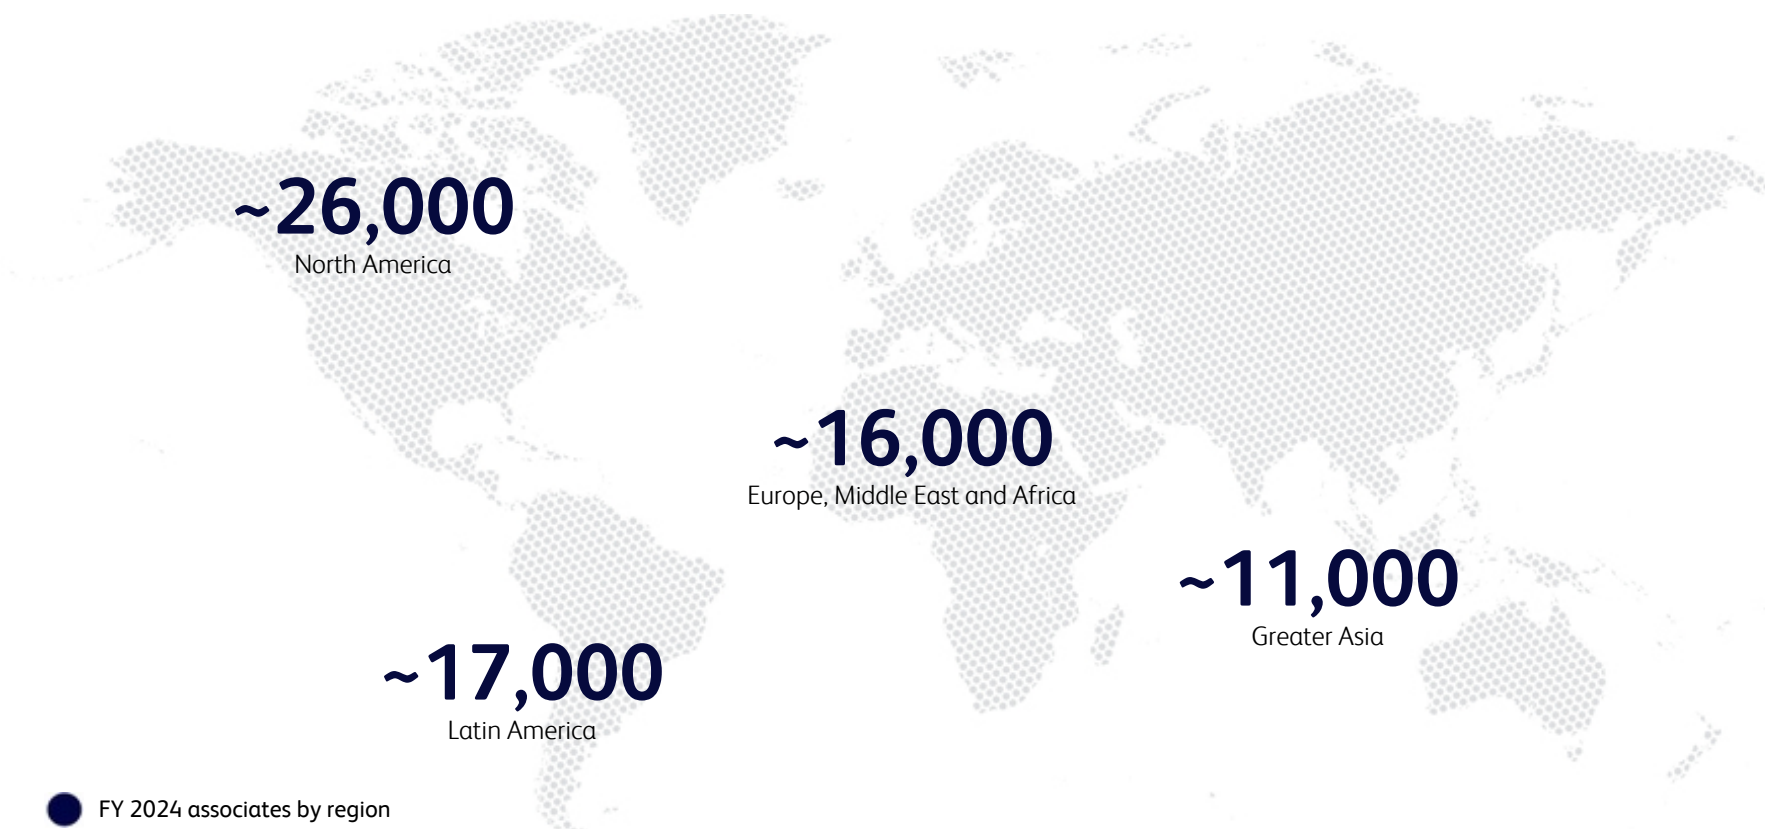 ~26,000
North America
~16,000
Europe, Middle East and Africa
~11,000
Greater Asia
~17,000
Latin America
FY 2024 associates by region